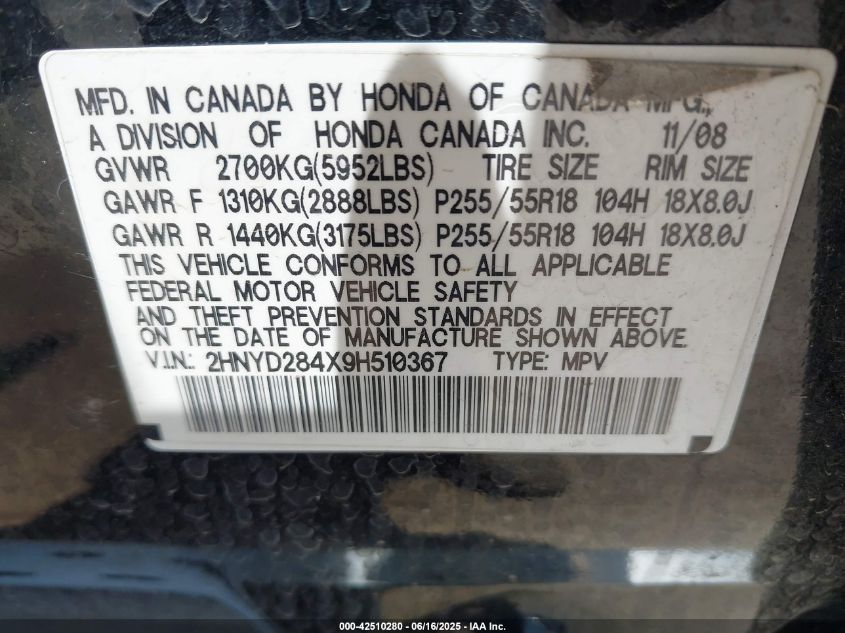 MFD. IN CANADA BY HONDA OF CANADA MFG.,
A DIVISION OF HONDA CANADA INC. 11/08
GVWR 2700KG(5952LBS) TIRE SIZE RIM SIZE
GAWR F 1310KG(2888LBS) P255/55R18 104H 18X8.0J
GAWR R 1440KG(3175LBS) P255/55R18 104H 18X8.0J
THIS VEHICLE CONFORMS TO ALL APPLICABLE
FEDERAL MOTOR VEHICLE SAFETY
AND THEFT PREVENTION STANDARDS IN EFFECT
ON THE DATE OF MANUFACTURE SHOWN ABOVE.
V.I.N.: 2HNYD284X9H510367 TYPE: MPV
000-42510280 - 06/16/2025 - IAA Inc.